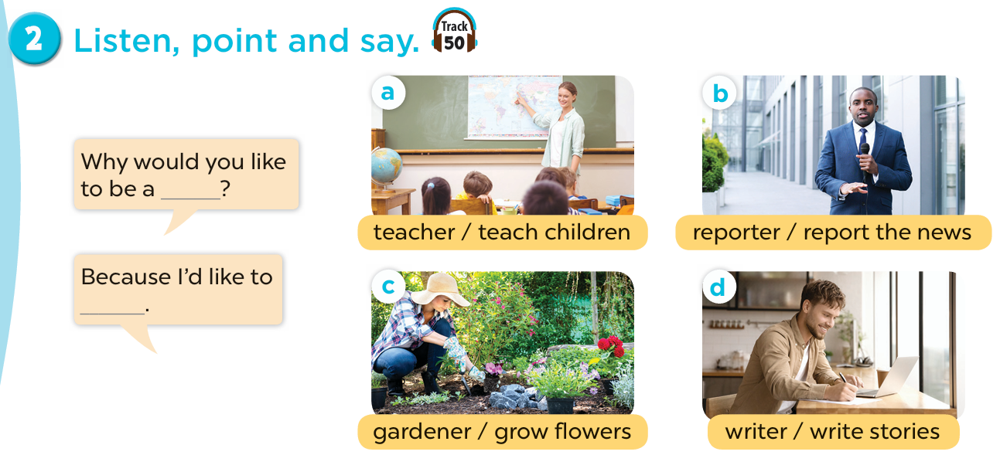 2 Listen, point and say. Track
50
Why would you like
to be a ______?
Because I'd like to
______.
a
teacher / teach children
b
reporter / report the news
c
gardener / grow flowers
d
writer / write stories